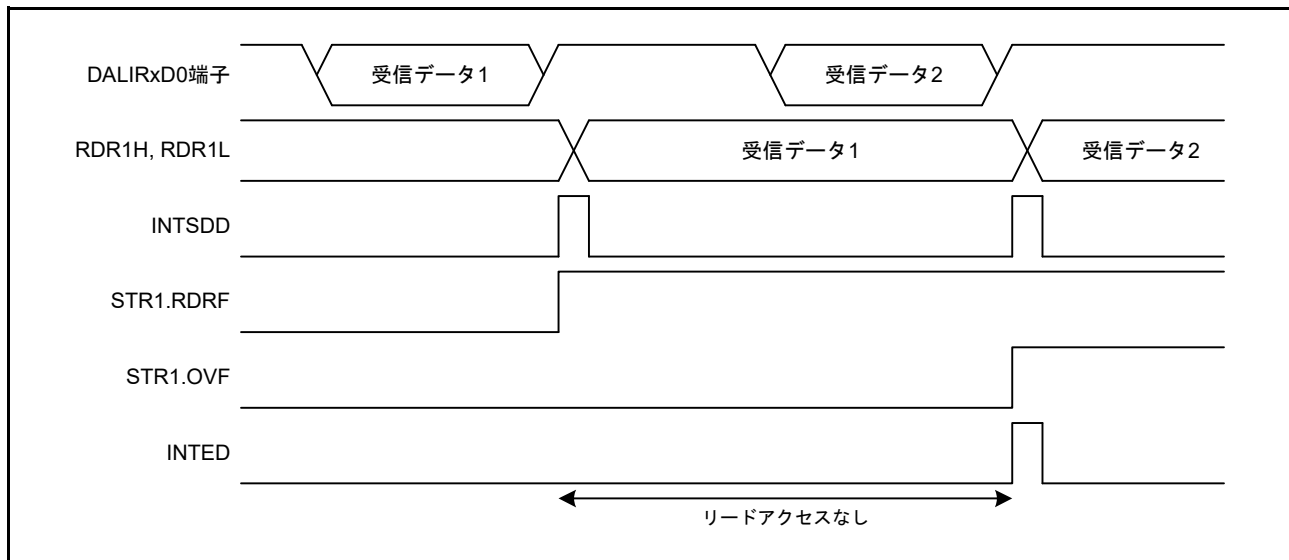 DALIRxD0端子
受信データ1
受信データ2
RDR1H, RDR1L
受信データ1
受信データ2
INTSDD
STR1.RDRF
STR1.OVF
INTED
リードアクセスなし